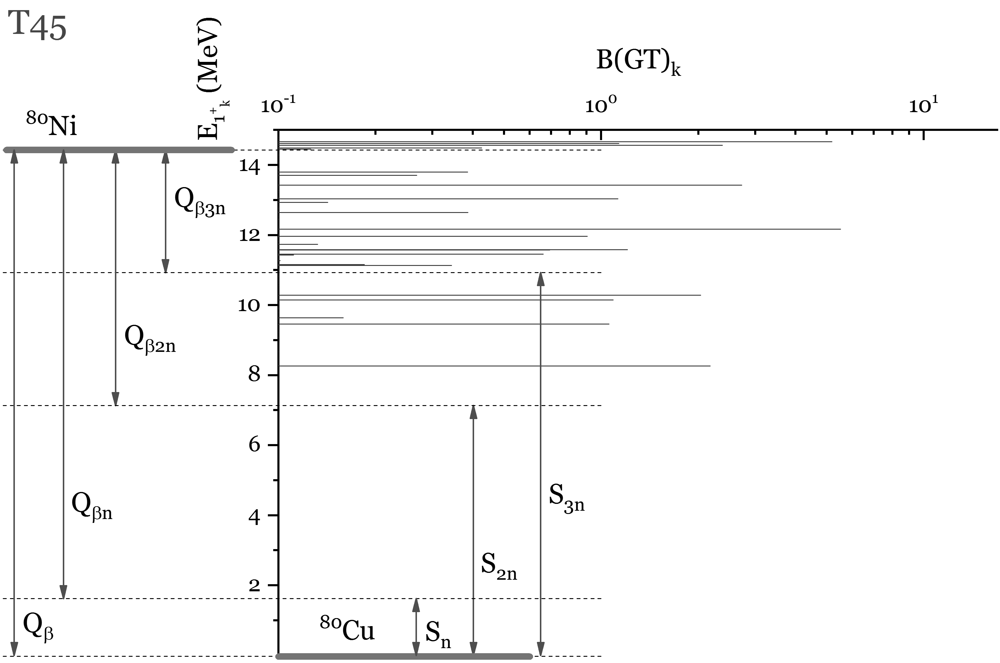 T45
E₁⁺ₖ (MeV)
B(GT)ₖ
10⁻¹ 10⁰ 10¹
⁸⁰Ni
14
Qβ3n
12
10
Qβ2n
8
6
S₃ₙ
Qβn
4
S₂ₙ
2
⁸⁰Cu
Qβ
Sₙ